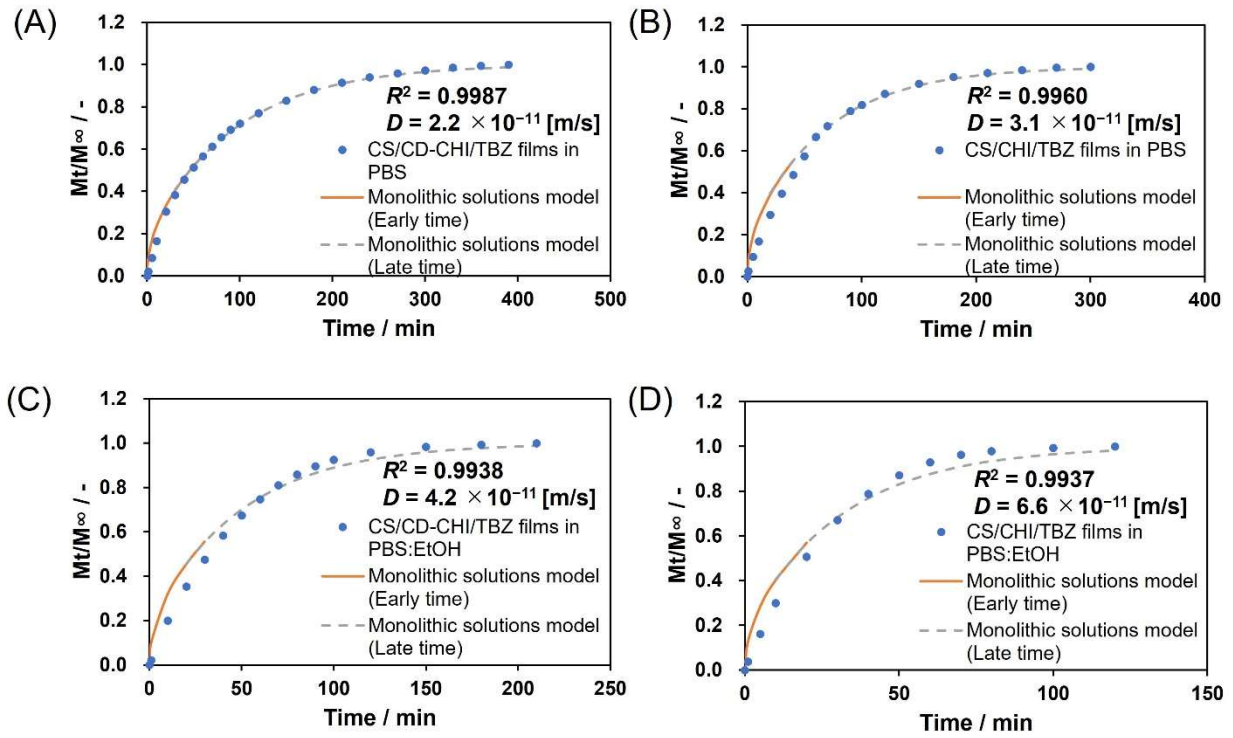 (A)
1.2
1.0
0.8
0.6
0.4
0.2
0.0
Mt/M∞ / -
R² = 0.9987
D = 2.2 × 10⁻¹¹ [m/s]
CS/CD-CHI/TBZ films in
PBS
Monolithic solutions model
(Early time)
Monolithic solutions model
(Late time)
0 100 200 300 400 500
Time / min
(B)
1.2
1.0
0.8
0.6
0.4
0.2
0.0
Mt/M∞ / -
R² = 0.9960
D = 3.1 × 10⁻¹¹ [m/s]
CS/CHI/TBZ films in PBS
Monolithic solutions model
(Early time)
Monolithic solutions model
(Late time)
0 100 200 300 400
Time / min
(C)
1.2
1.0
0.8
0.6
0.4
0.2
0.0
Mt/M∞ / -
R² = 0.9938
D = 4.2 × 10⁻¹¹ [m/s]
CS/CD-CHI/TBZ films in
PBS:EtOH
Monolithic solutions model
(Early time)
Monolithic solutions model
(Late time)
0 50 100 150 200 250
Time / min
(D)
1.2
1.0
0.8
0.6
0.4
0.2
0.0
Mt/M∞ / -
R² = 0.9937
D = 6.6 × 10⁻¹¹ [m/s]
CS/CHI/TBZ films in
PBS:EtOH
Monolithic solutions model
(Early time)
Monolithic solutions model
(Late time)
0 50 100 150
Time / min